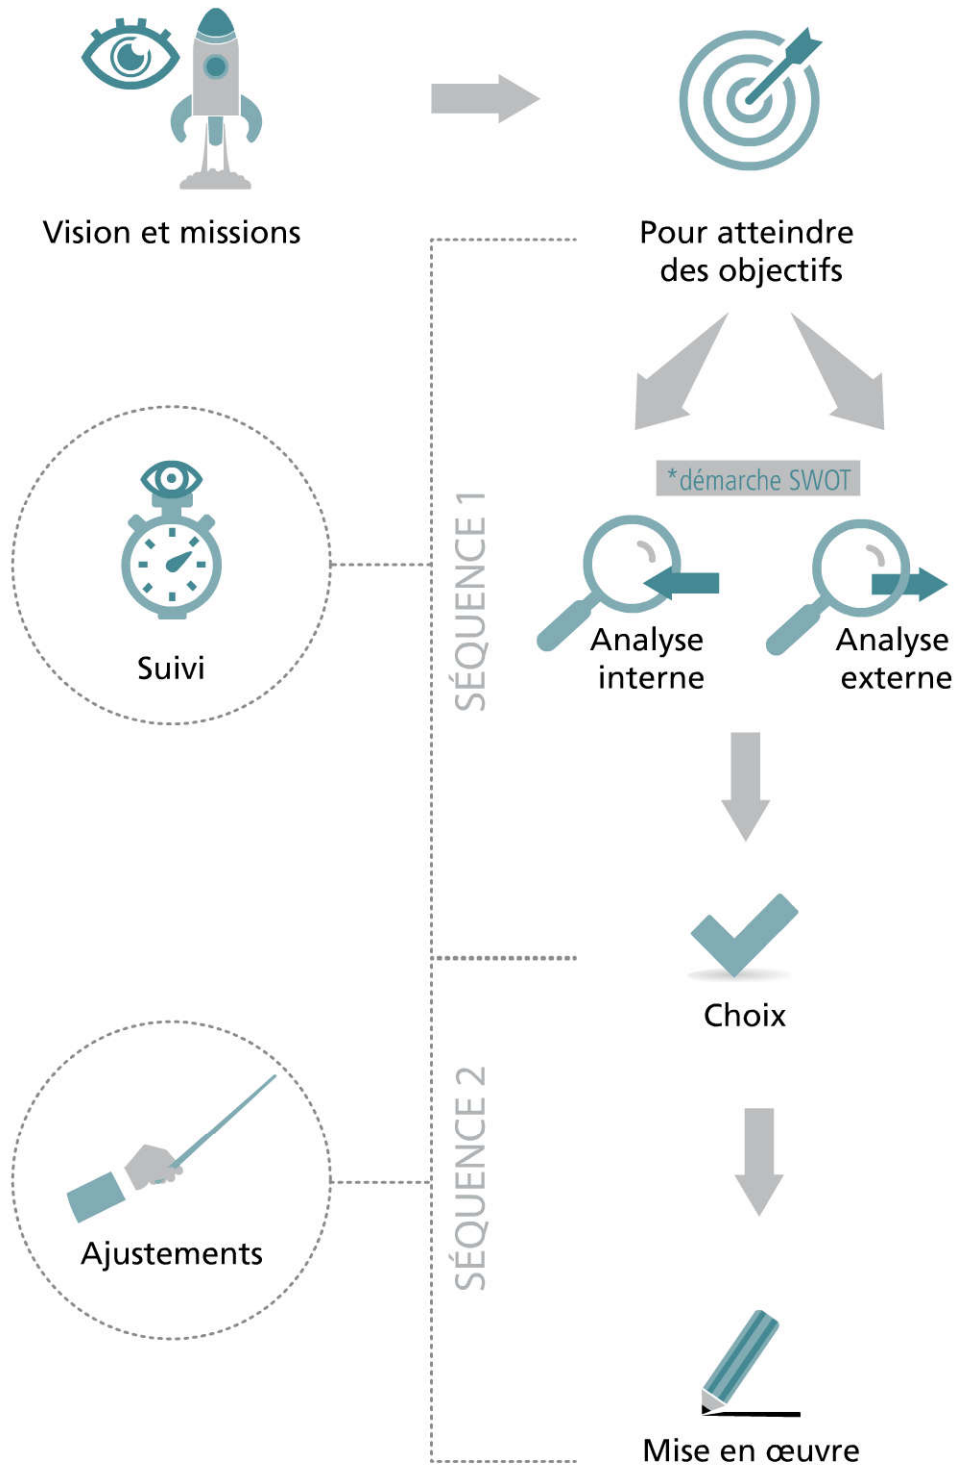 Vision et missions
Pour atteindre
des objectifs
*démarche SWOT
SÉQUENCE 1
Analyse
interne
Analyse
externe
Suivi
Choix
SÉQUENCE 2
Ajustements
Mise en œuvre